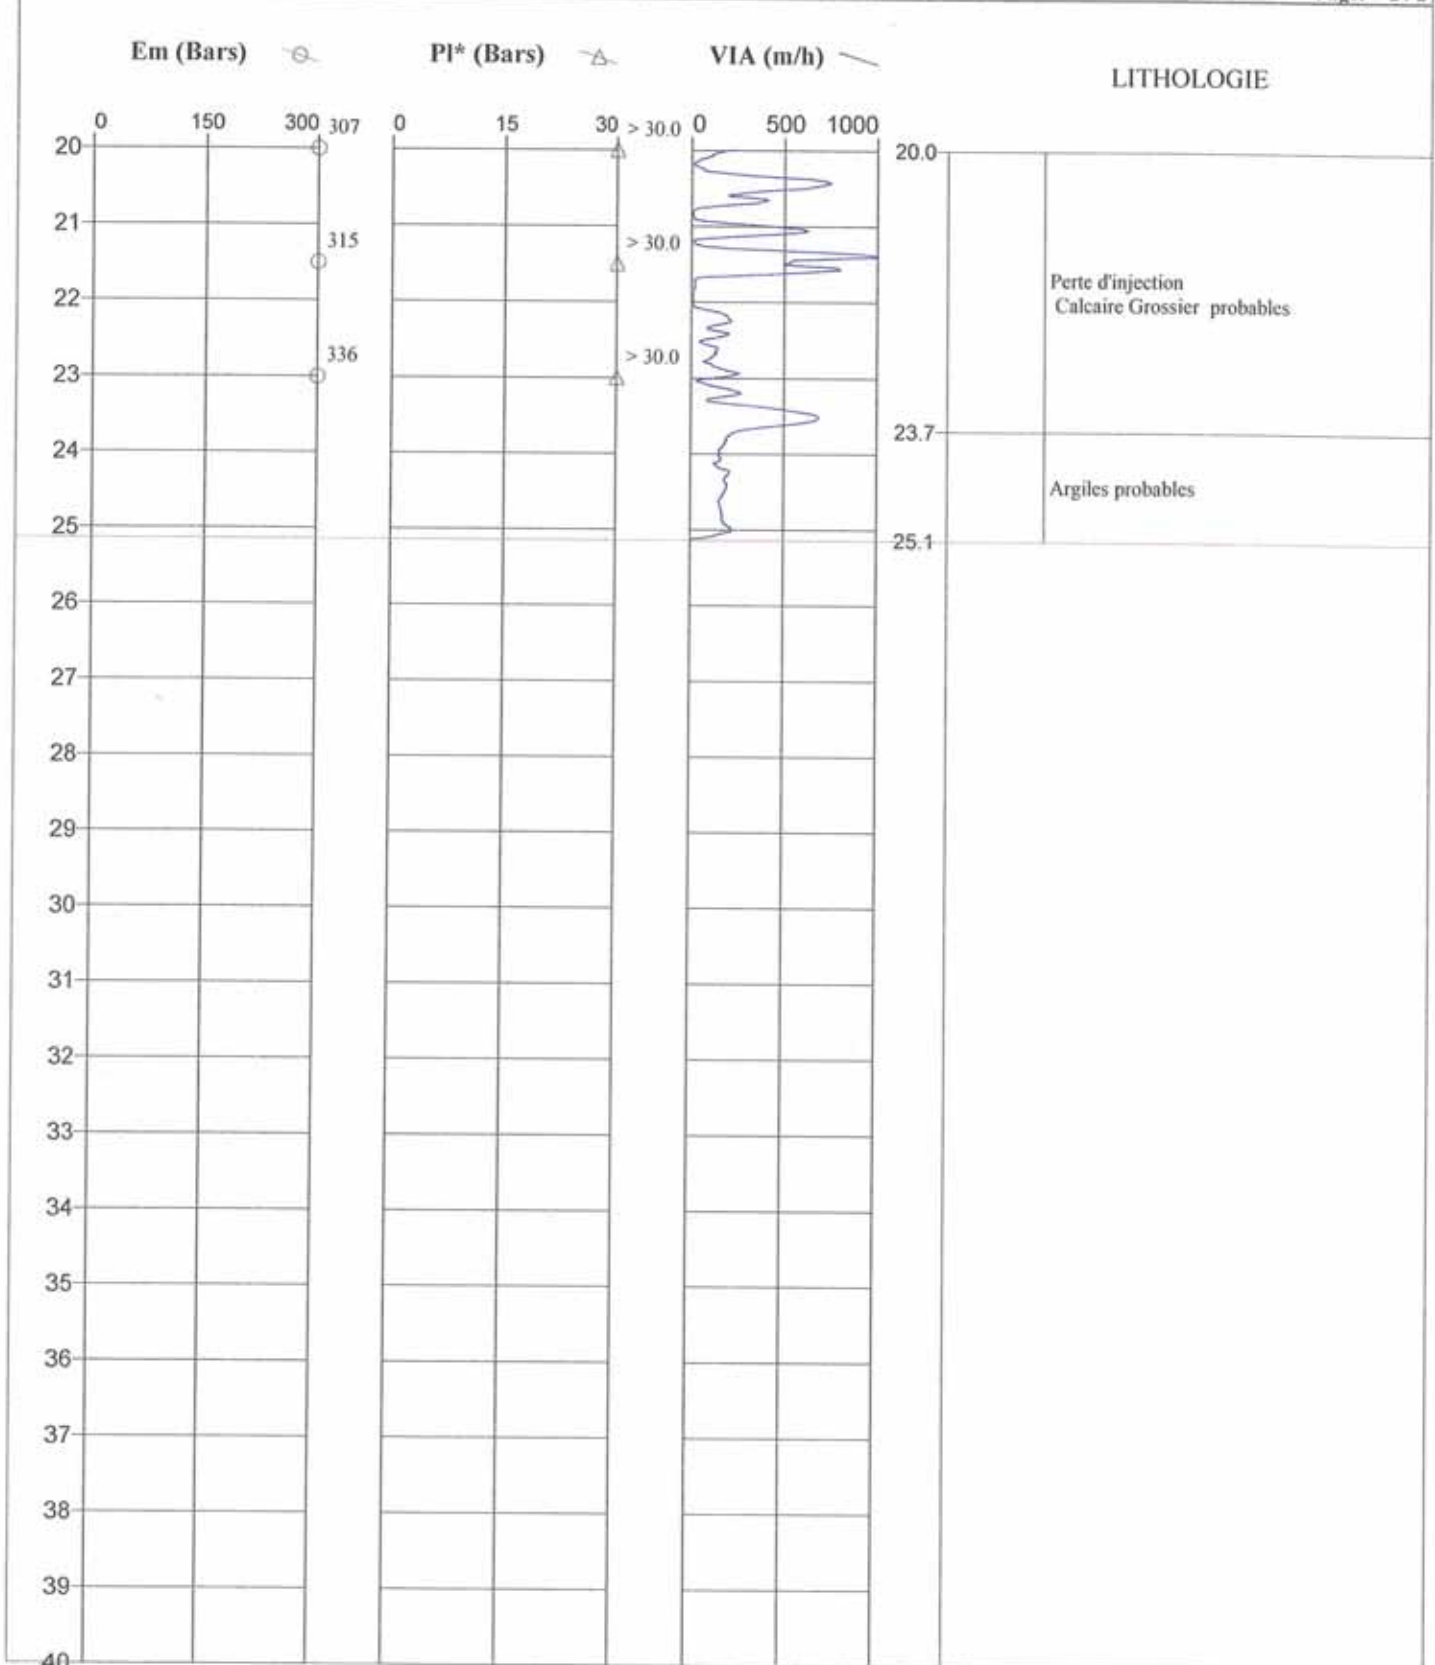 Em (Bars)
Pl* (Bars)
VIA (m/h)
LITHOLOGIE
0 150 300 307
0 15 30 > 30.0
0 500 1000
20
20.0
21
315
> 30.0
22
Perte d'injection
Calcaire Grossier probables
336
> 30.0
23
23.7
24
Argiles probables
25
25.1
26
27
28
29
30
31
32
33
34
35
36
37
38
39
40